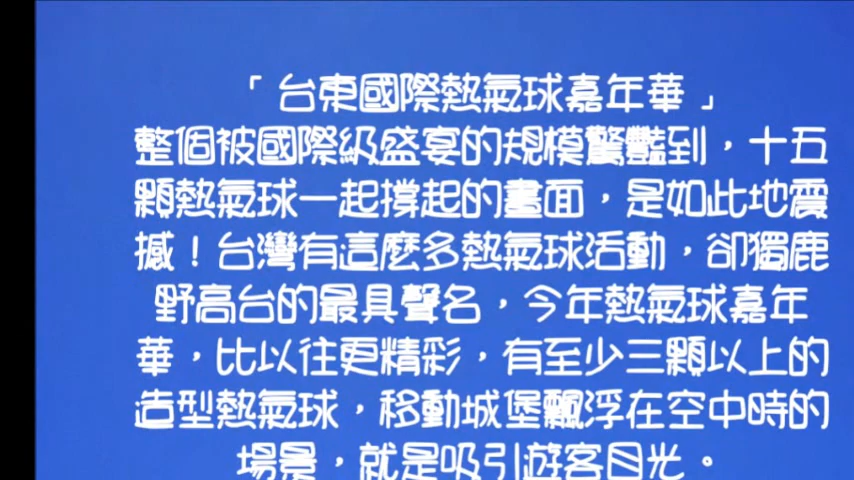 「台東國際熱氣球嘉年華」
整個被國際級盛宴的規模驚豔到，十五
顆熱氣球一起撐起的畫面，是如此地震
撼！台灣有這麼多熱氣球活動，卻獨鹿
野高台的最具聲名，今年熱氣球嘉年
華，比以往更精彩，有至少三顆以上的
造型熱氣球，移動城堡飄浮在空中時的
場景，就是吸引遊客目光。